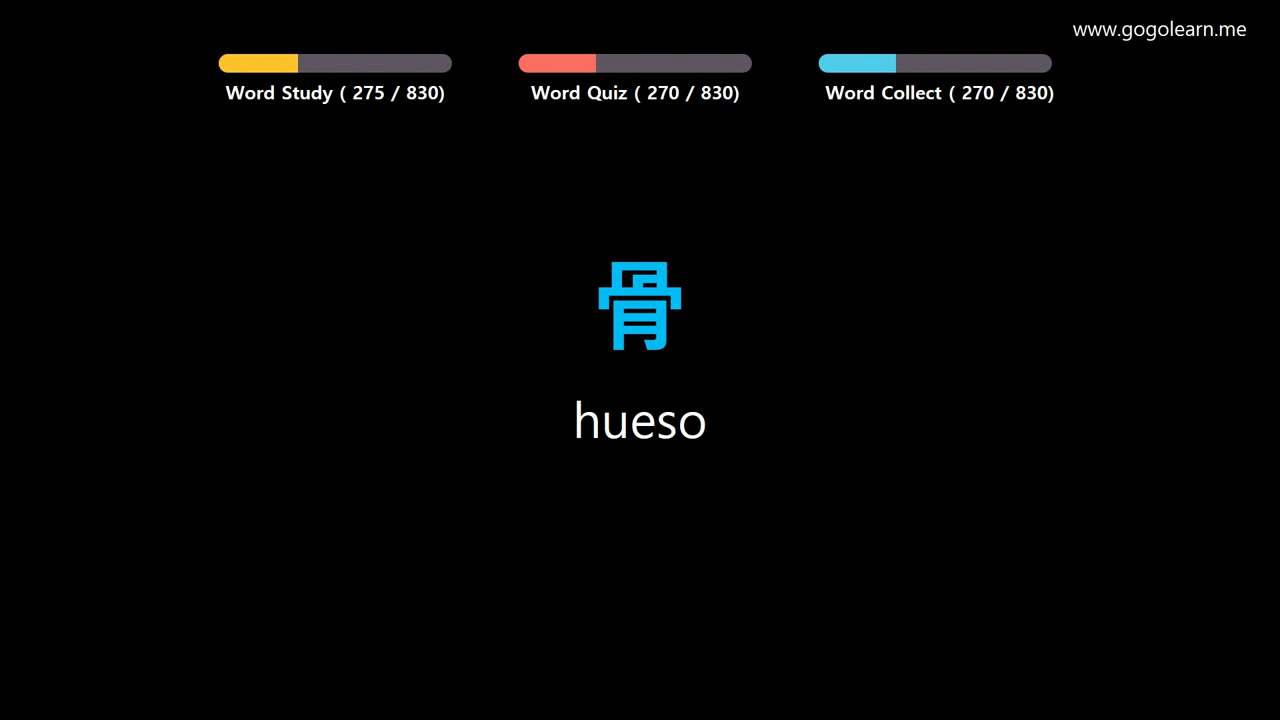 www.gogolearn.me
Word Study ( 275 / 830)
Word Quiz ( 270 / 830)
Word Collect ( 270 / 830)
骨
hueso